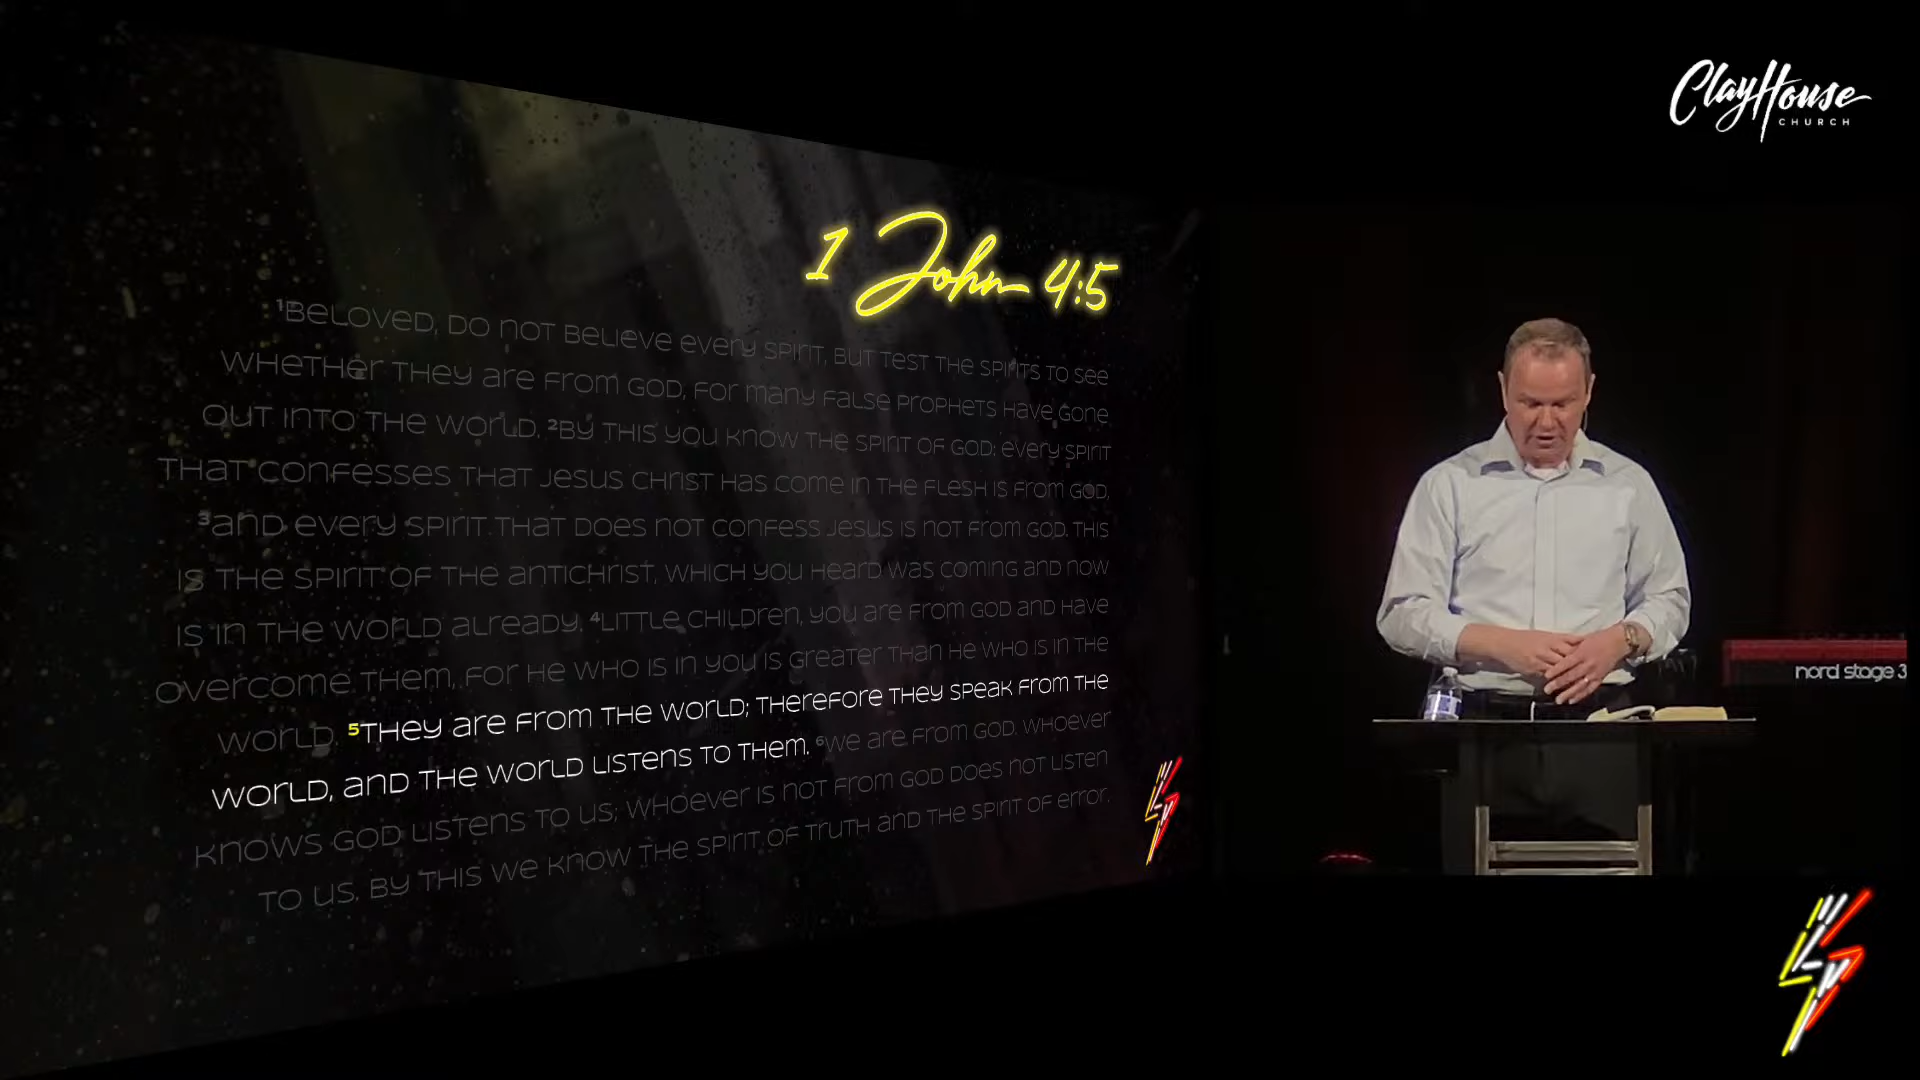 ClayHouse
CHURCH
1 John 4:5
¹Beloved, do not believe every spirit, but test the spirits to see
whether they are from God, for many false prophets have gone
out into the world. ²By this you know the Spirit of God: every spirit
that confesses that Jesus Christ has come in the flesh is from God,
³and every spirit that does not confess Jesus is not from God. This
is the spirit of the antichrist, which you heard was coming and now
is in the world already. ⁴Little children, you are from God and have
overcome them, for he who is in you is greater than he who is in the
world. ⁵They are from the world; therefore they speak from the
world, and the world listens to them. ⁶We are from God. Whoever
knows God listens to us; whoever is not from God does not listen
to us. By this we know the Spirit of truth and the spirit of error.
nord stage 3